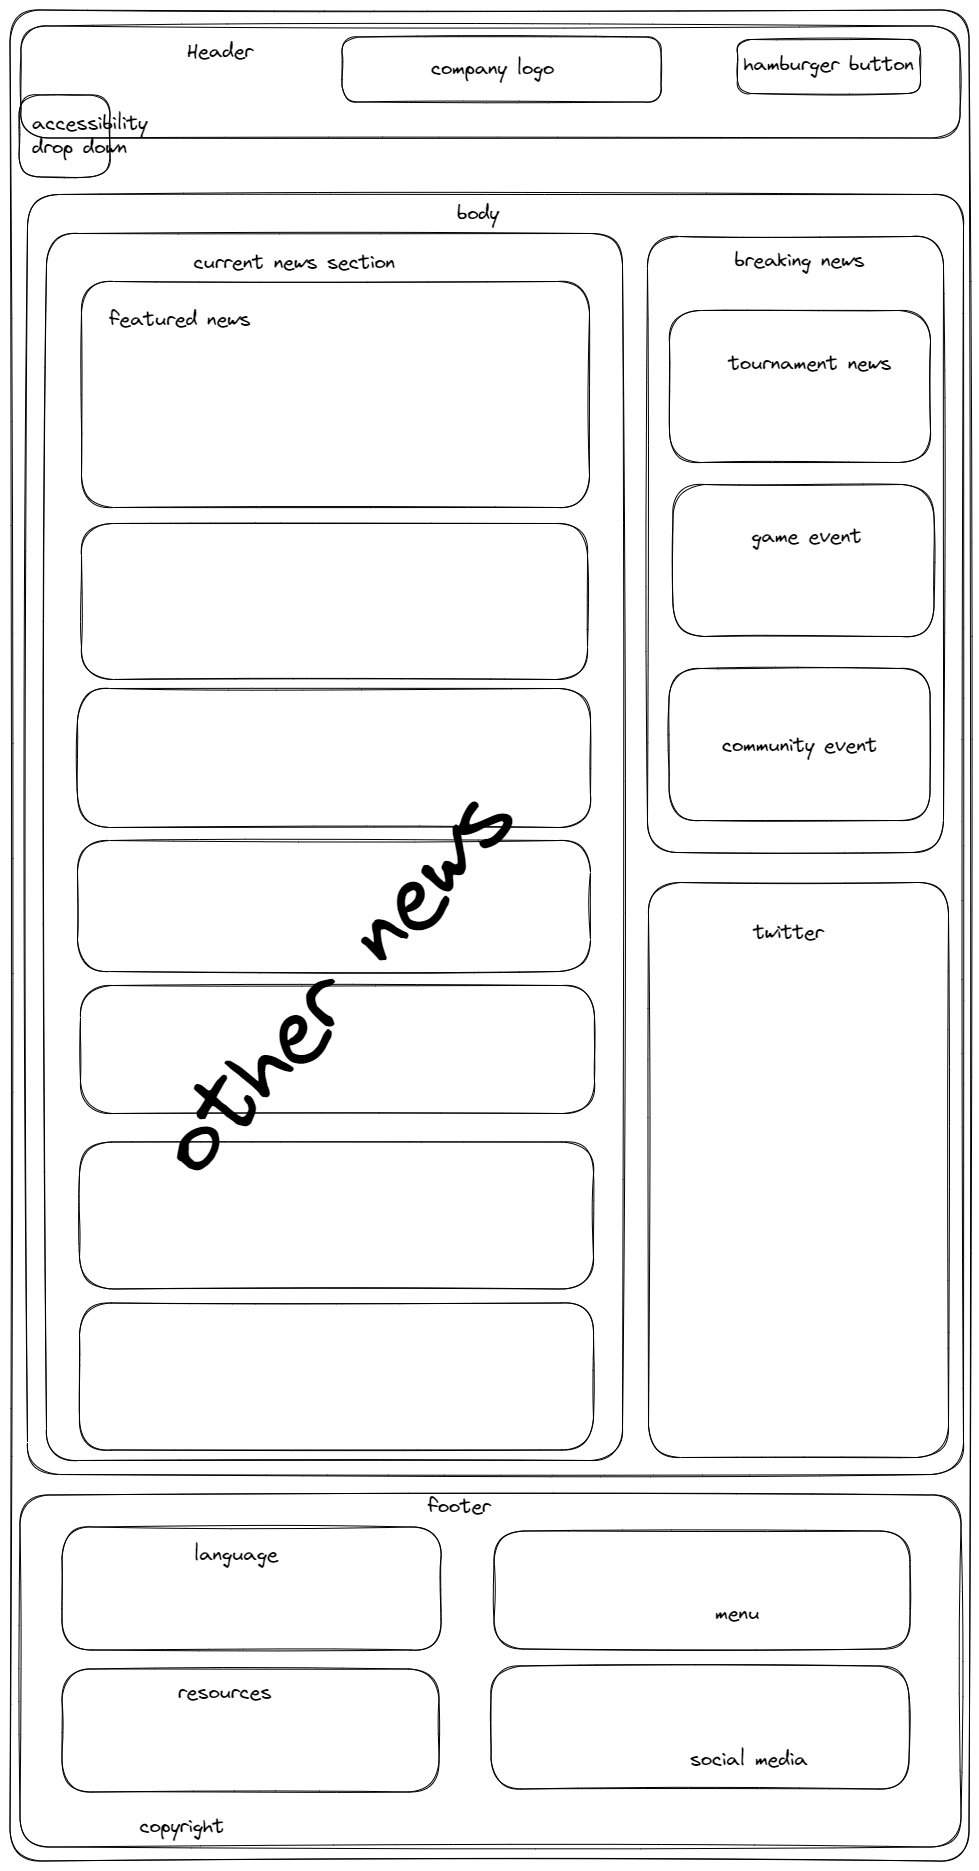 Header
company logo
hamburger button
accessibility
drop down
body
current news section
breaking news
featured news
tournament news
game event
community event
other news
twitter
footer
language
menu
resources
social media
copyright